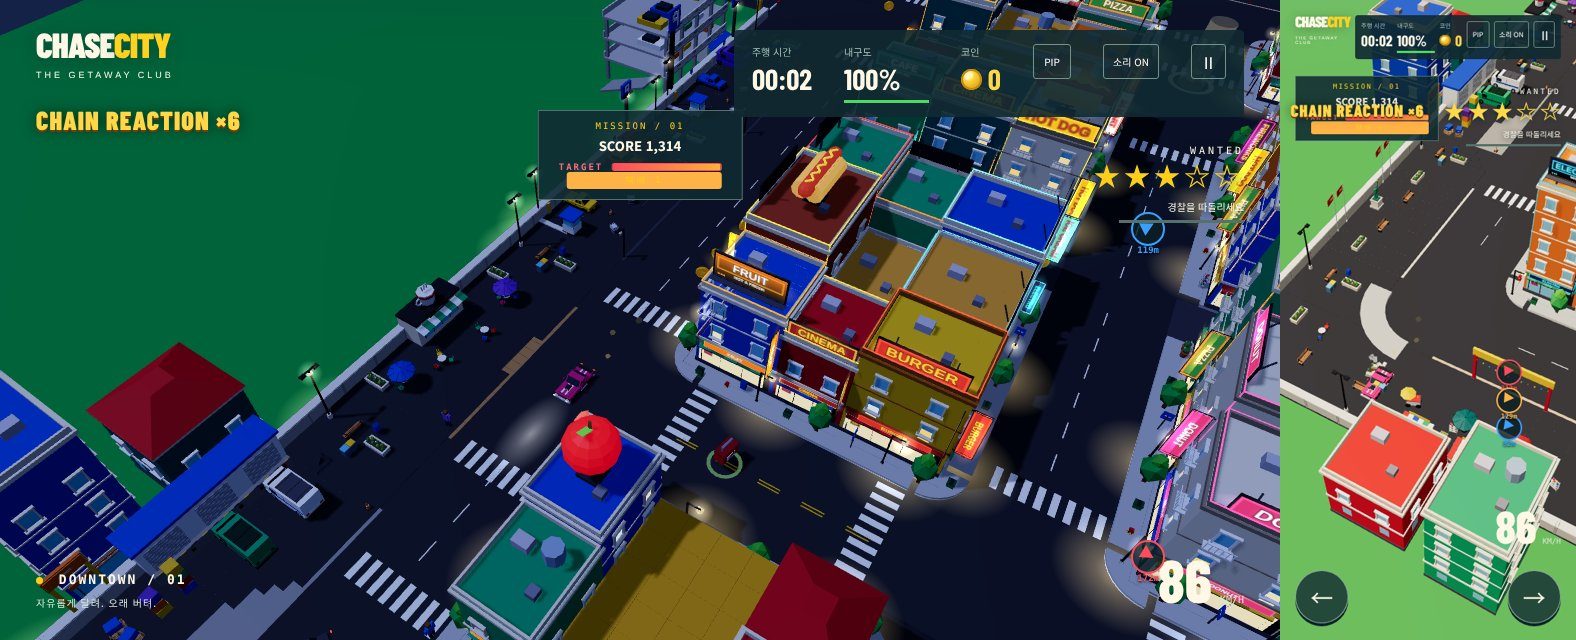 CHASECITY
THE GETAWAY CLUB
CHAIN REACTION ×6
MISSION / 01
SCORE 1,314
TARGET
주행 시간
00:02
내구도
100%
코인
0
PIP
소리 ON
WANTED
경찰을 따돌리세요
119m
PIZZA
HOT DOG
FRUIT
CINEMA
BURGER
BURGER
PIZZA
DONUT
DOWNTOWN / 01
자유롭게 달려. 오래 버텨.
86
KM/H
CHASECITY
THE GETAWAY CLUB
주행 시간
00:02
내구도
100%
코인
0
PIP
소리 ON
MISSION / 01
SCORE 1,314
CHAIN REACTION ×6
WANTED
경찰을 따돌리세요
86
KM/H